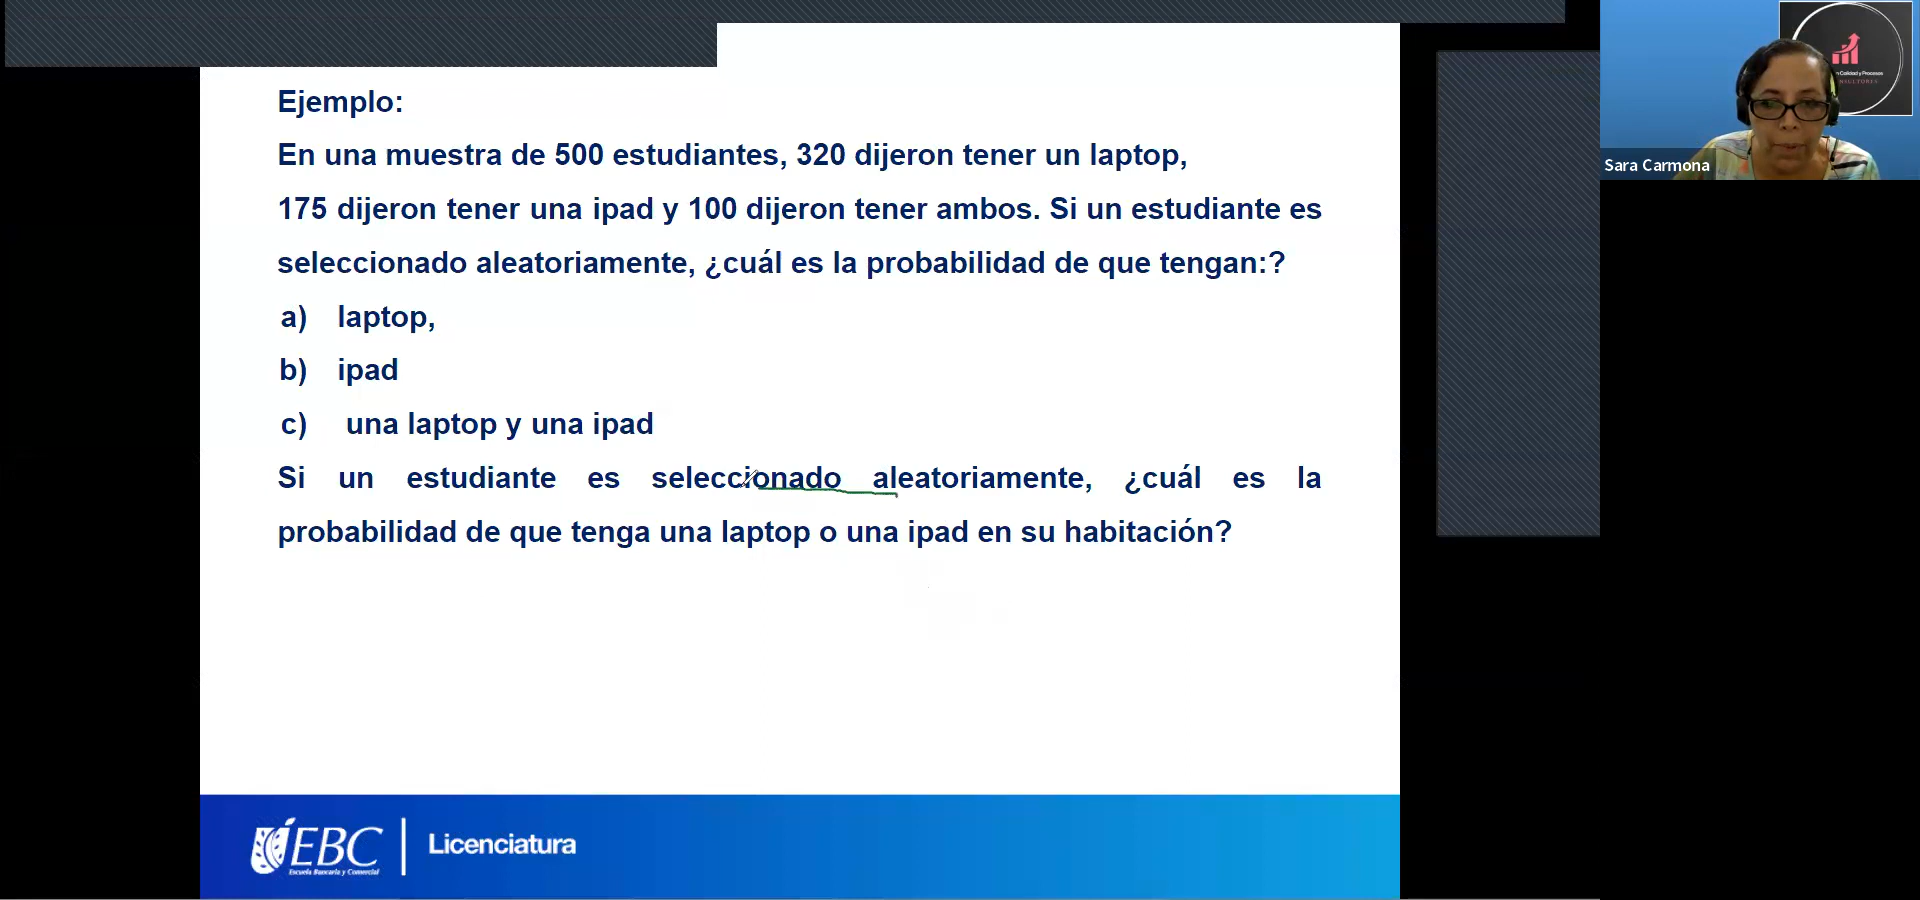 Ejemplo:
En una muestra de 500 estudiantes, 320 dijeron tener un laptop,
175 dijeron tener una ipad y 100 dijeron tener ambos. Si un estudiante es
seleccionado aleatoriamente, ¿cuál es la probabilidad de que tengan:?
a) laptop,
b) ipad
c) una laptop y una ipad
Si un estudiante es seleccionado aleatoriamente, ¿cuál es la
probabilidad de que tenga una laptop o una ipad en su habitación?
EBC
Escuela Bancaria y Comercial
Licenciatura
Calidad y Procesos
Sara Carmona